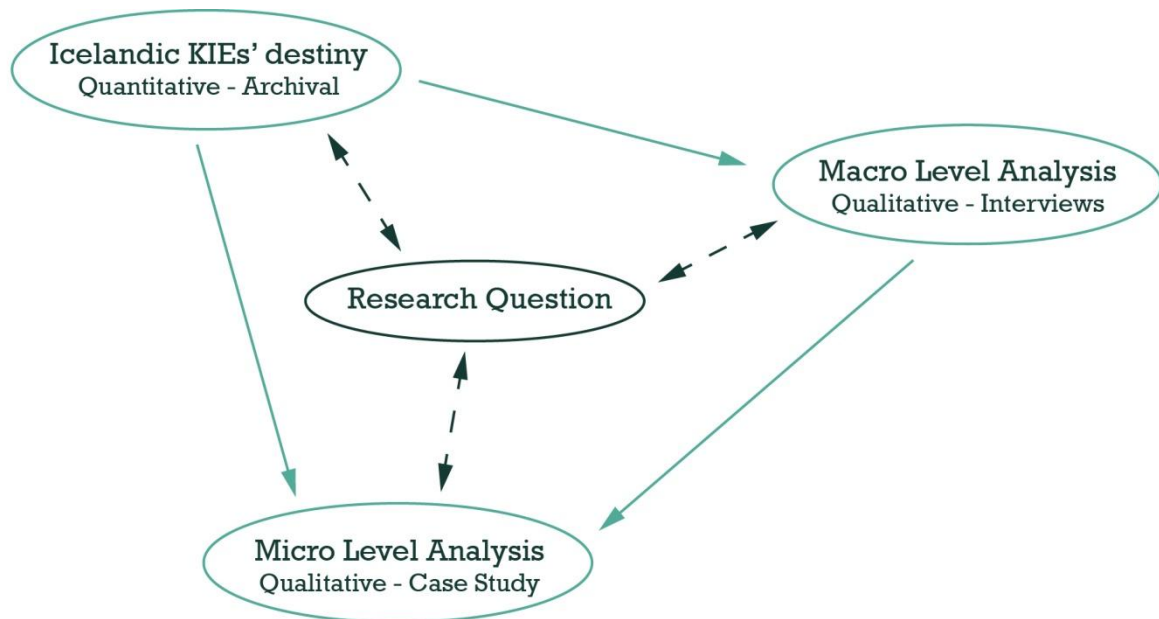 Icelandic KIEs’ destiny
Quantitative - Archival
Macro Level Analysis
Qualitative - Interviews
Research Question
Micro Level Analysis
Qualitative - Case Study